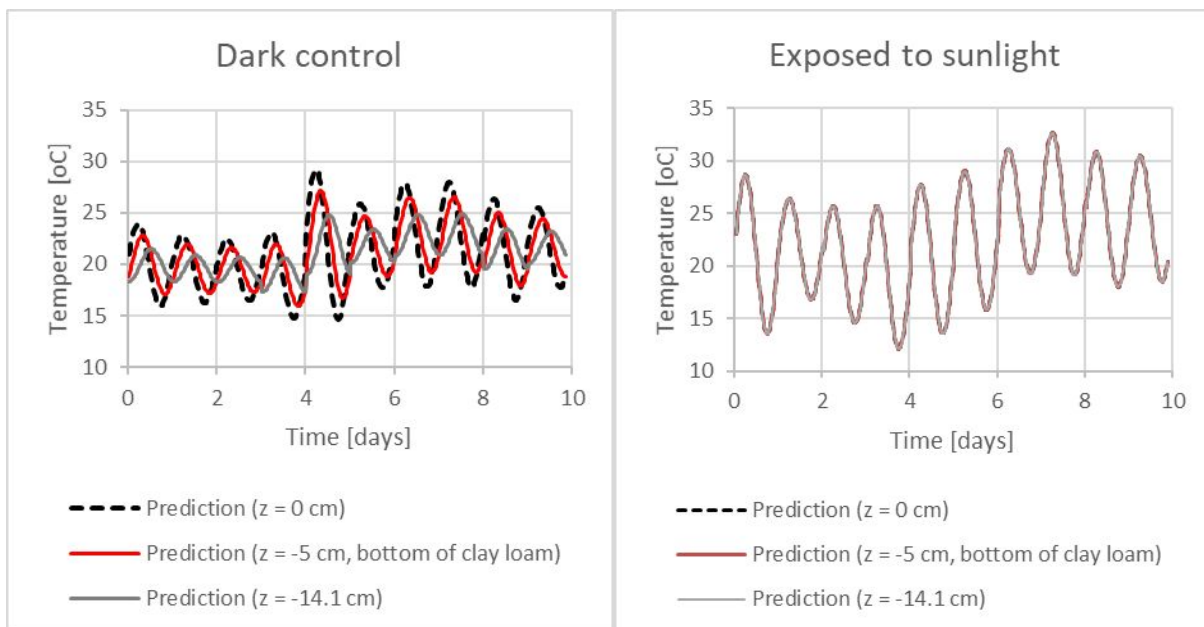 Dark control
Temperature [oC]
35
30
25
20
15
10
0 2 4 6 8 10
Time [days]
Prediction (z = 0 cm)
Prediction (z = -5 cm, bottom of clay loam)
Prediction (z = -14.1 cm)
Exposed to sunlight
Temperature [oC]
35
30
25
20
15
10
0 2 4 6 8 10
Time [days]
Prediction (z = 0 cm)
Prediction (z = -5 cm, bottom of clay loam)
Prediction (z = -14.1 cm)